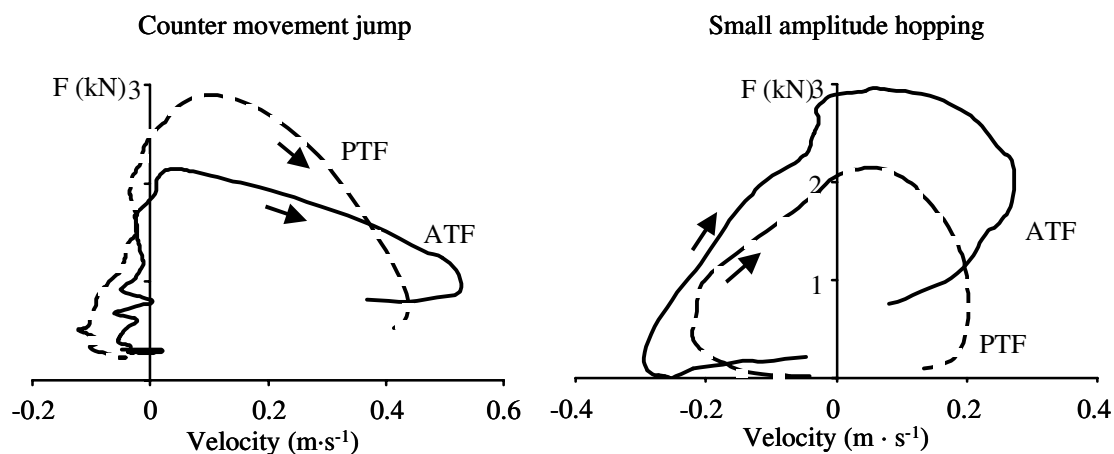 Counter movement jump
F (kN) 3
PTF
ATF
-0.2 0 0.2 0.4 0.6
Velocity (m·s-1)
Small amplitude hopping
F (kN) 3
2
ATF
1
PTF
-0.4 -0.2 0 0.2 0.4
Velocity (m · s-1)